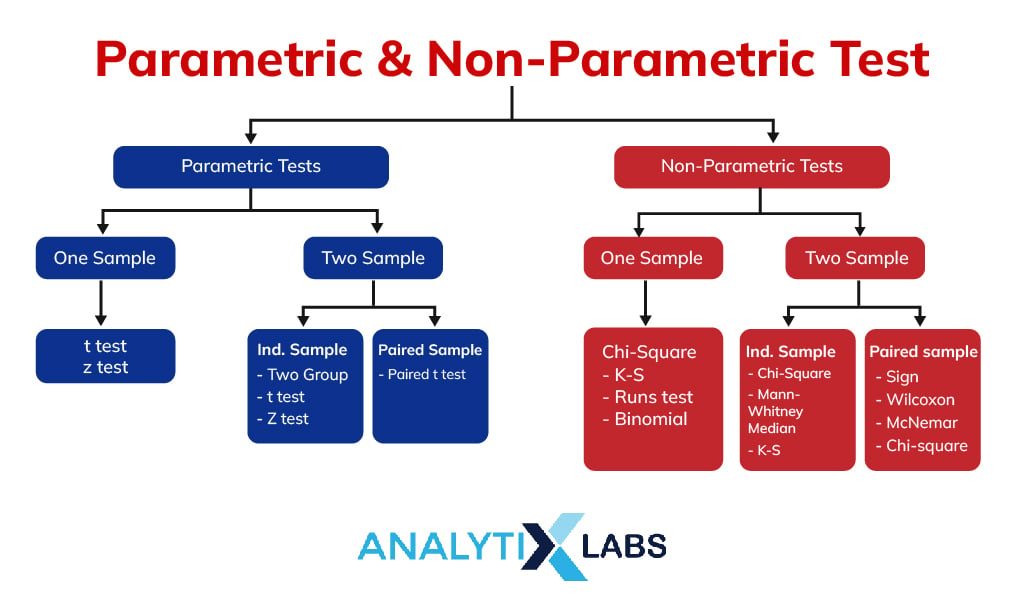 Parametric & Non-Parametric Test
Parametric Tests
Non-Parametric Tests
One Sample
Two Sample
One Sample
Two Sample
t test
z test
Ind. Sample
- Two Group
- t test
- Z test
Paired Sample
- Paired t test
Chi-Square
- K-S
- Runs test
- Binomial
Ind. Sample
- Chi-Square
- Mann-
Whitney
Median
- K-S
Paired sample
- Sign
- Wilcoxon
- McNemar
- Chi-square
ANALYTIX LABS